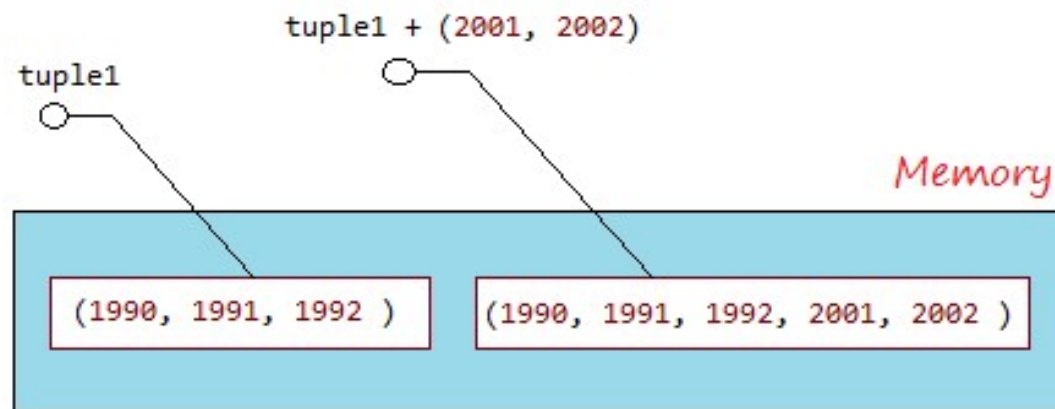 tuple1 + (2001, 2002)
tuple1
Memory
(1990, 1991, 1992 )
(1990, 1991, 1992, 2001, 2002 )